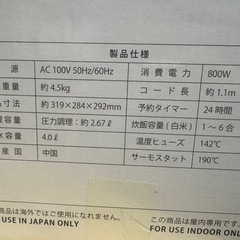 製品仕様
源 AC 100V 50Hz/60Hz 消費電力 800W
重量 約4.5kg コード長 約1.1m
寸法 約319×284×292mm 予約タイマー 24時間
容量 圧力調理：約2.67ℓ 炊飯容量(白米) 1～6合
水容量 4.0ℓ 温度ヒューズ 142℃
産国 中国 サーモスタット 190℃
商品は海外ではご使用になれません。
USE IN JAPAN ONLY
本商品は屋内専用です。
FOR USE INDOOR ONLY